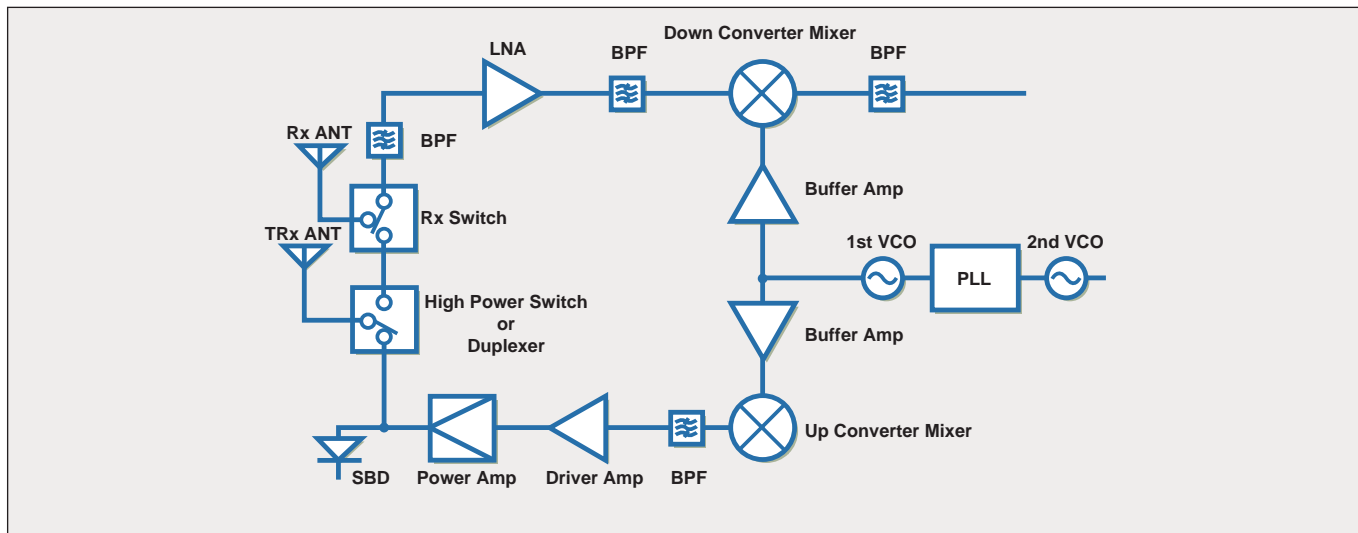 Down Converter Mixer
LNA
BPF
BPF
Rx ANT
BPF
Buffer Amp
Rx Switch
TRx ANT
1st VCO
2nd VCO
PLL
High Power Switch
or
Duplexer
Buffer Amp
Up Converter Mixer
SBD
Power Amp
Driver Amp
BPF